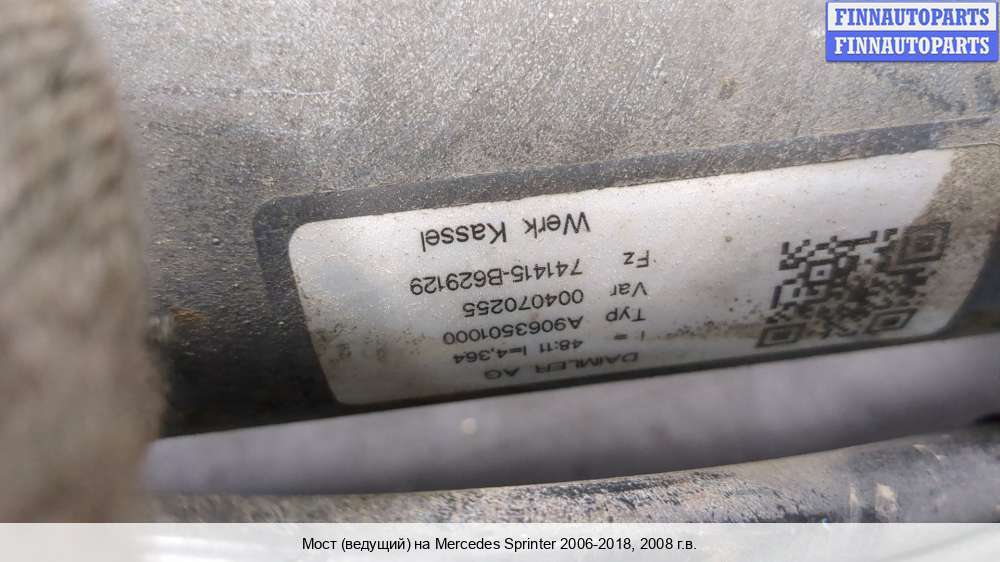 FINNAUTOPARTS
FINNAUTOPARTS
DAIMLER AG
i = 48:11 I=4,364
Typ A9063501000
Var 004070255
Fz 741415-B629129
Werk Kassel
Мост (ведущий) на Mercedes Sprinter 2006-2018, 2008 г.в.